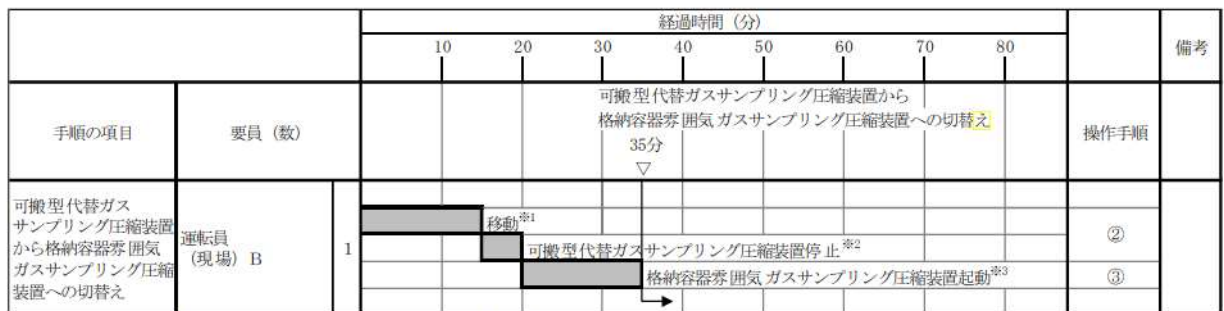 経過時間（分）
10 20 30 40 50 60 70 80
備考
手順の項目
要員（数）
可搬型代替ガスサンプリング圧縮装置から
格納容器雰囲気ガスサンプリング圧縮装置への切替え
35分
▽
操作手順
可搬型代替ガス
サンプリング圧縮装置
から格納容器雰囲気
ガスサンプリング圧縮
装置への切替え
運転員
（現場）B
1
移動※1
可搬型代替ガスサンプリング圧縮装置停止※2
②
格納容器雰囲気ガスサンプリング圧縮装置起動※3
③